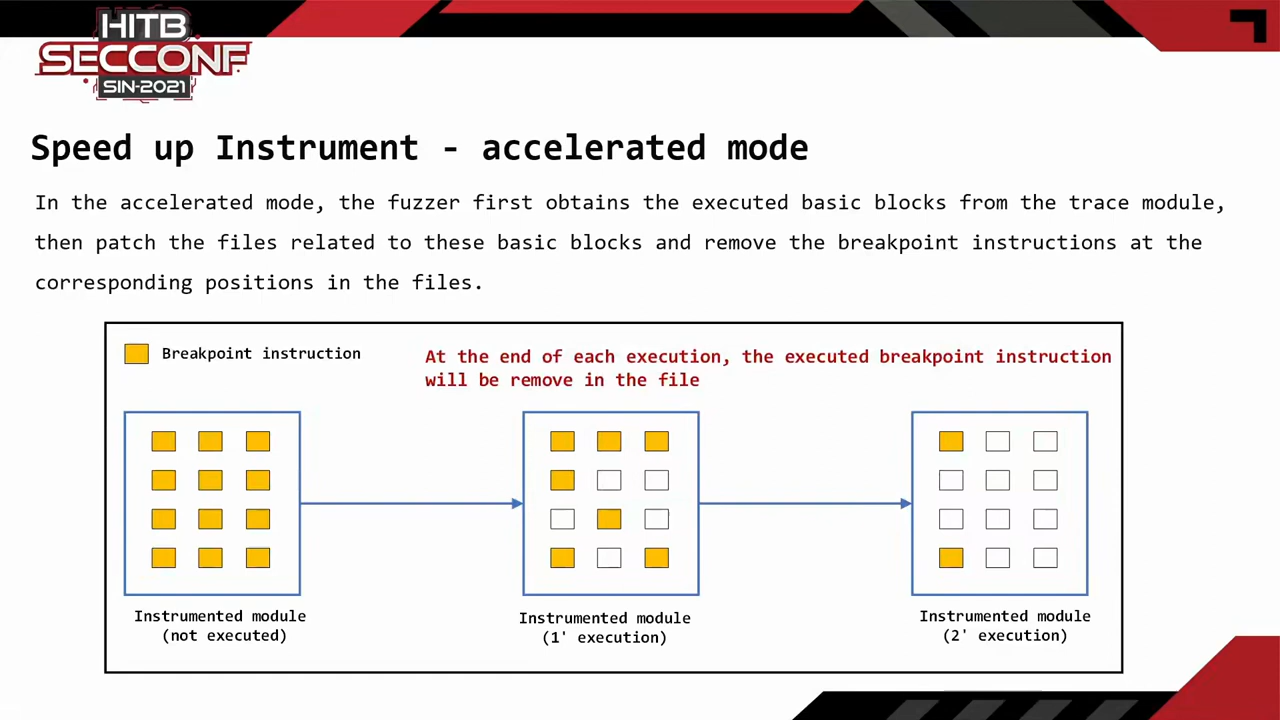 HITB
SECCONF
SIN-2021
Speed up Instrument - accelerated mode
In the accelerated mode, the fuzzer first obtains the executed basic blocks from the trace module,
then patch the files related to these basic blocks and remove the breakpoint instructions at the
corresponding positions in the files.
Breakpoint instruction
At the end of each execution, the executed breakpoint instruction
will be remove in the file
Instrumented module
(not executed)
Instrumented module
(1' execution)
Instrumented module
(2' execution)